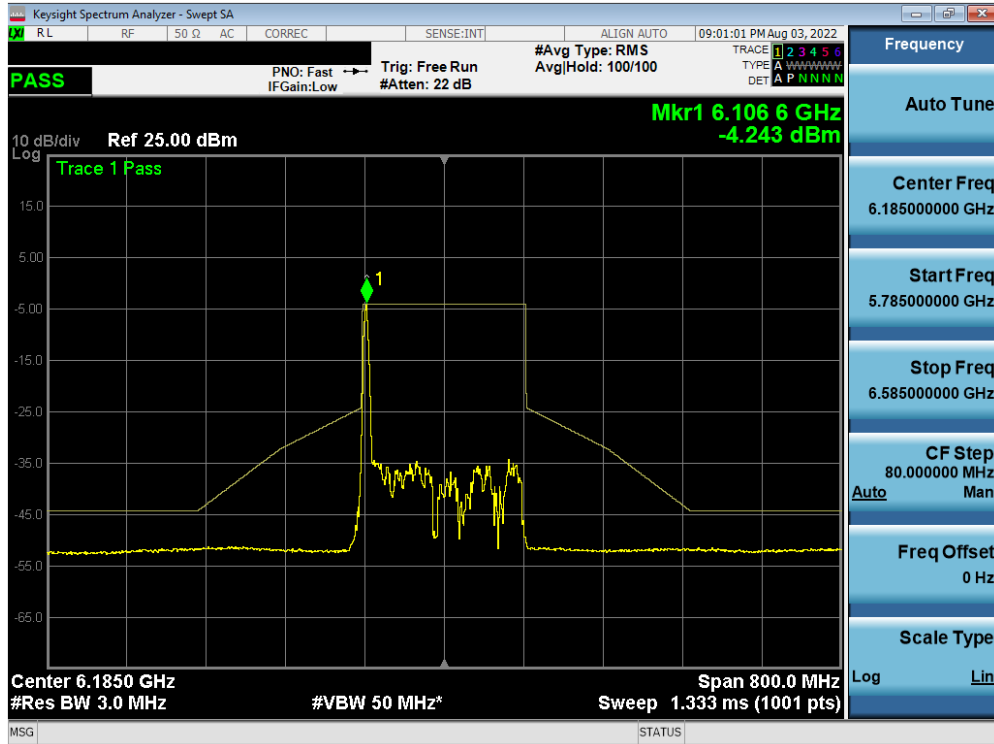 Keysight Spectrum Analyzer - Swept SA
LXI RL RF 50 Ω AC CORREC SENSE:INT ALIGN AUTO 09:01:01 PM Aug 03, 2022
PASS
PNO: Fast
IFGain:Low
Trig: Free Run
#Atten: 22 dB
#Avg Type: RMS
Avg|Hold: 100/100
TRACE 1 2 3 4 5 6
TYPE A WWWWW
DET A P N N N N
Mkr1 6.106 6 GHz
-4.243 dBm
10 dB/div Ref 25.00 dBm
Log
Trace 1 Pass
15.0
5.00
-5.00
-15.0
-25.0
-35.0
-45.0
-55.0
-65.0
1
Center 6.1850 GHz Span 800.0 MHz
#Res BW 3.0 MHz #VBW 50 MHz* Sweep 1.333 ms (1001 pts)
MSG STATUS
Frequency
Auto Tune
Center Freq
6.185000000 GHz
Start Freq
5.785000000 GHz
Stop Freq
6.585000000 GHz
CF Step
80.000000 MHz
Auto Man
Freq Offset
0 Hz
Scale Type
Log Lin